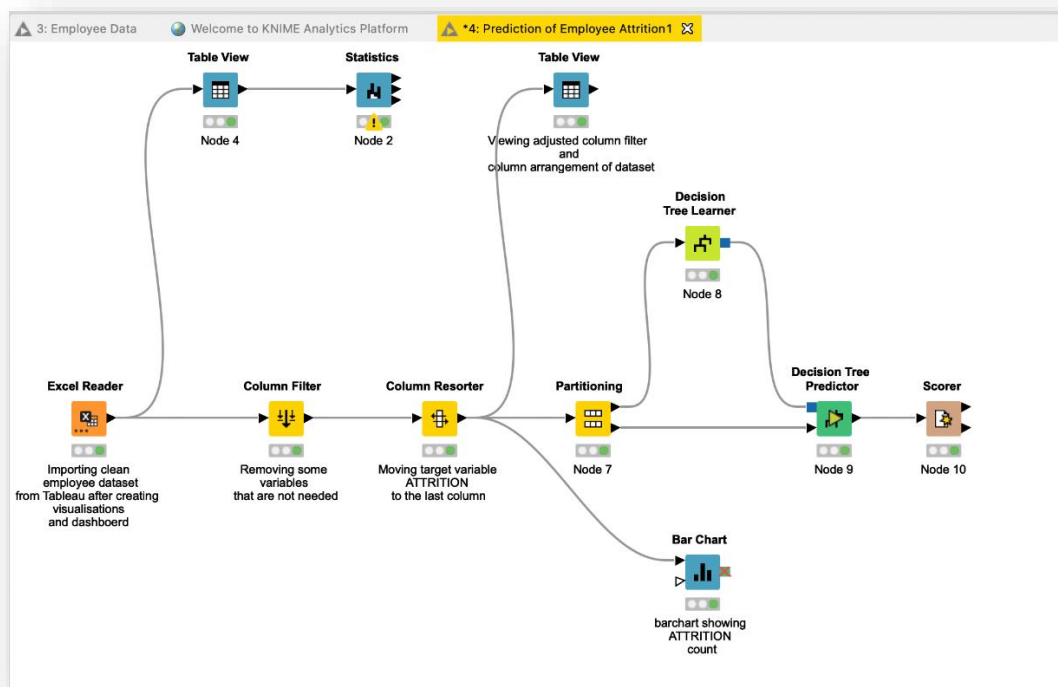 3: Employee Data
Welcome to KNIME Analytics Platform
*4: Prediction of Employee Attrition1
Table View
Node 4
Statistics
Node 2
Table View
Viewing adjusted column filter
and
column arrangement of dataset
Decision
Tree Learner
Node 8
Excel Reader
Importing clean
employee dataset
from Tableau after creating
visualisations
and dashboerd
Column Filter
Removing some
variables
that are not needed
Column Resorter
Moving target variable
ATTRITION
to the last column
Partitioning
Node 7
Decision Tree
Predictor
Node 9
Scorer
Node 10
Bar Chart
barchart showing
ATTRITION
count